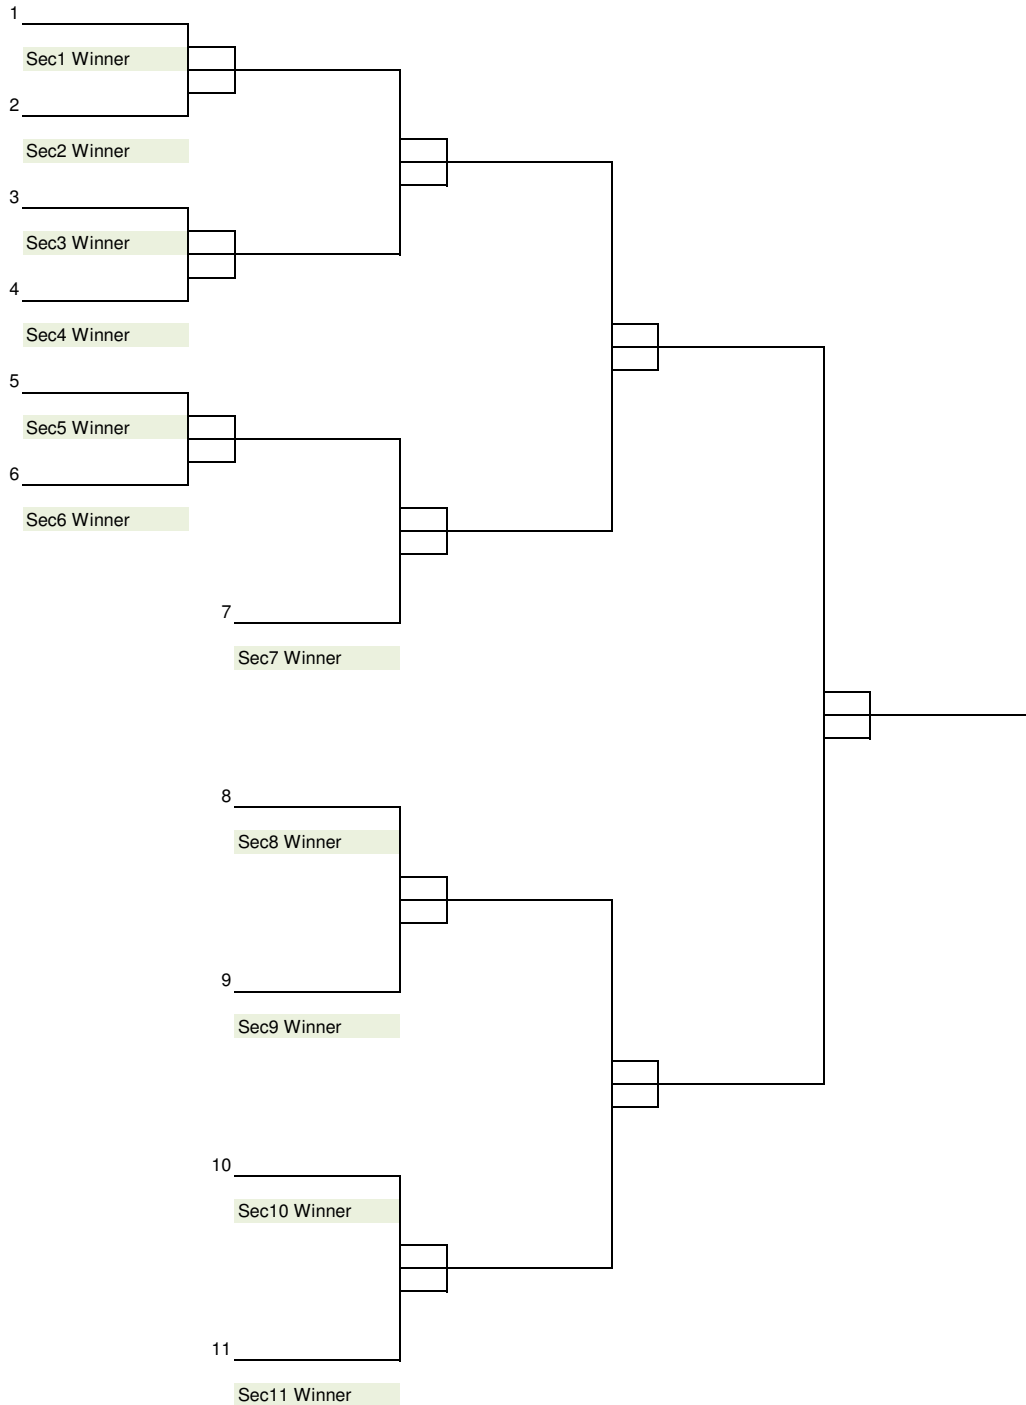 1
Sec1 Winner
2
Sec2 Winner
3
Sec3 Winner
4
Sec4 Winner
5
Sec5 Winner
6
Sec6 Winner
7
Sec7 Winner
8
Sec8 Winner
9
Sec9 Winner
10
Sec10 Winner
11
Sec11 Winner